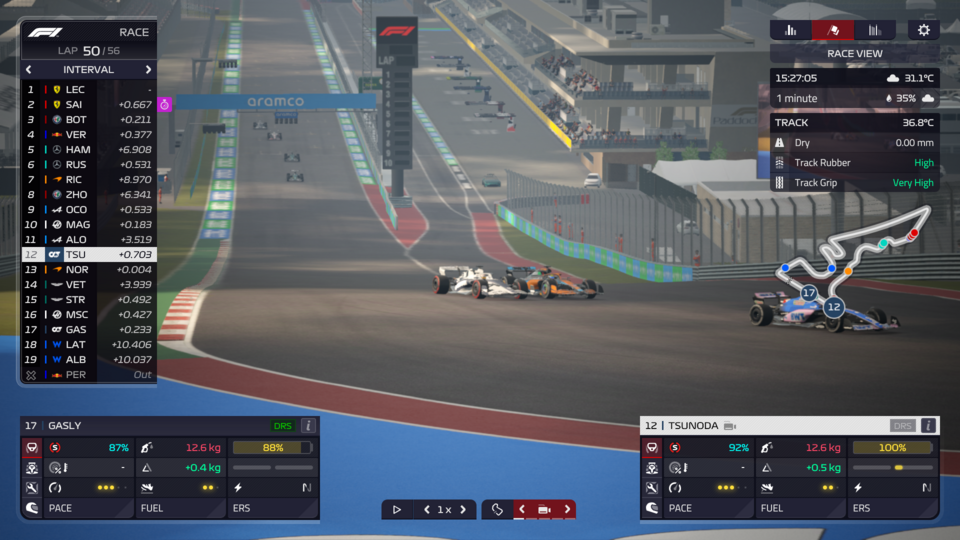 F1 RACE
LAP 50 / 56
INTERVAL
1 LEC -
2 SAI +0.667
3 BOT +0.211
4 VER +0.377
5 HAM +6.908
6 RUS +0.531
7 RIC +8.970
8 ZHO +6.341
9 OCO +0.533
10 MAG +0.183
11 ALO +3.519
12 TSU +0.703
13 NOR +0.004
14 VET +3.939
15 STR +0.492
16 MSC +0.427
17 GAS +0.233
18 LAT +10.406
19 ALB +10.037
PER Out
F1
LAP
aramco
RACE VIEW
15:27:05 31.1°C
1 minute 35%
TRACK 36.8°C
Dry 0.00 mm
Track Rubber High
Track Grip Very High
17
12
17 GASLY DRS i
S 87% 12.6 kg 88%
- +0.4 kg
N
PACE FUEL ERS
1x
12 TSUNODA DRS i
S 92% 12.6 kg 100%
- +0.5 kg
N
PACE FUEL ERS